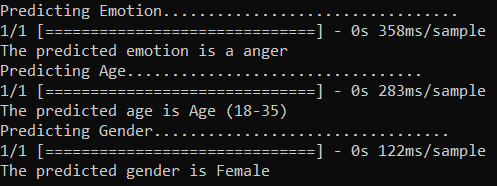 Predicting Emotion.................................
1/1 [==============================] - 0s 358ms/sample
The predicted emotion is a anger
Predicting Age.................................
1/1 [==============================] - 0s 283ms/sample
The predicted age is Age (18-35)
Predicting Gender.................................
1/1 [==============================] - 0s 122ms/sample
The predicted gender is Female